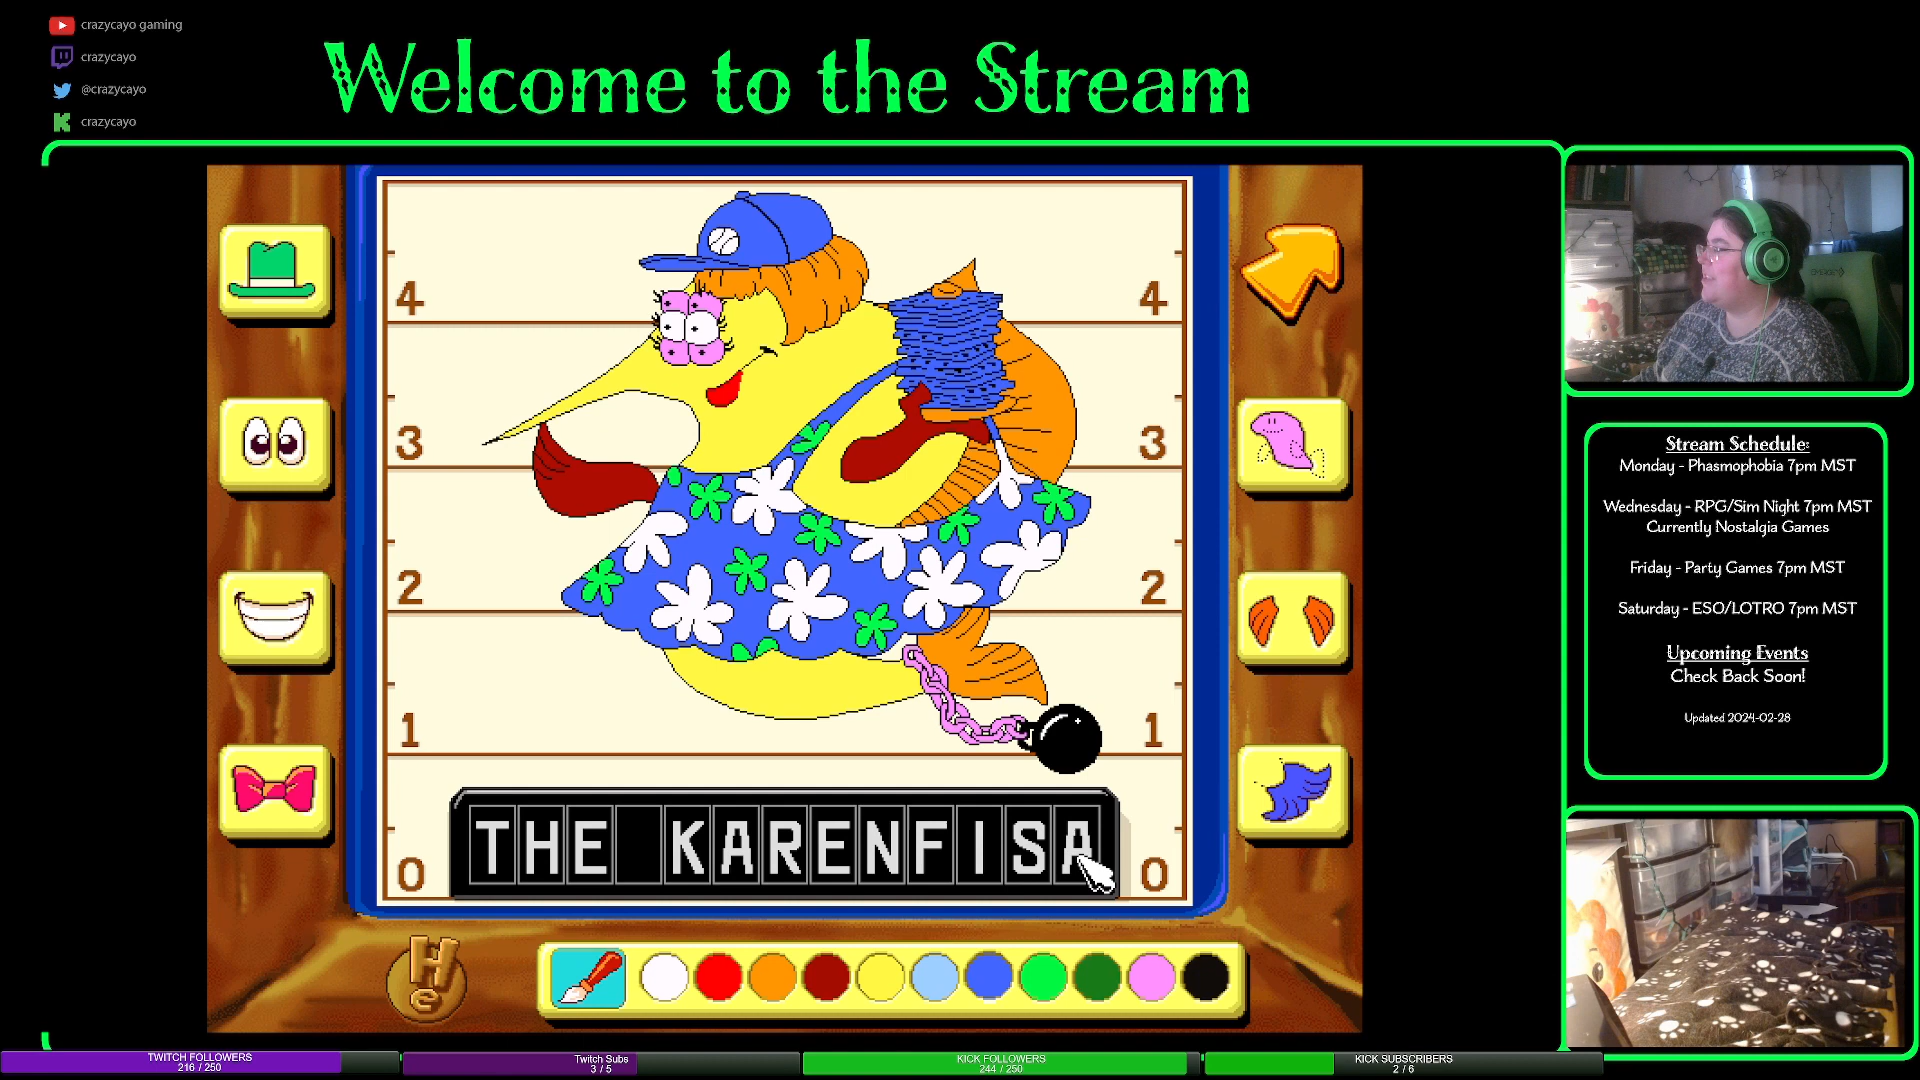 crazycayo gaming
crazycayo
@crazycayo
crazycayo
Welcome to the Stream
4 4
3 3
2 2
1 1
0 0
THE KARENFISA
He
Stream Schedule:
Monday - Phasmophobia 7pm MST
Wednesday - RPG/Sim Night 7pm MST
Currently Nostalgia Games
Friday - Party Games 7pm MST
Saturday - ESO/LOTRO 7pm MST
Upcoming Events
Check Back Soon!
Updated 2024-02-28
TWITCH FOLLOWERS
216 / 250
Twitch Subs
3 / 5
KICK FOLLOWERS
244 / 250
KICK SUBSCRIBERS
2 / 6